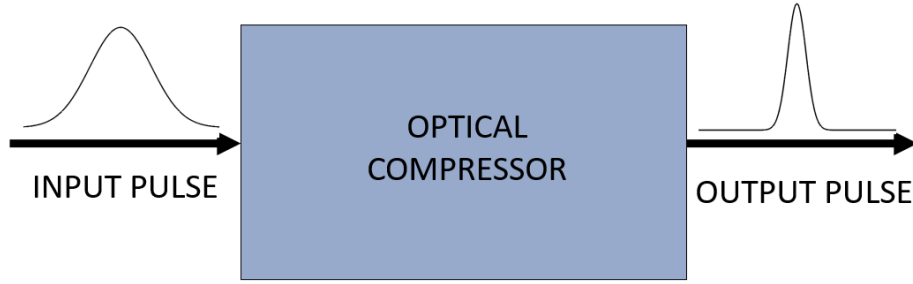 OPTICAL
COMPRESSOR
INPUT PULSE
OUTPUT PULSE